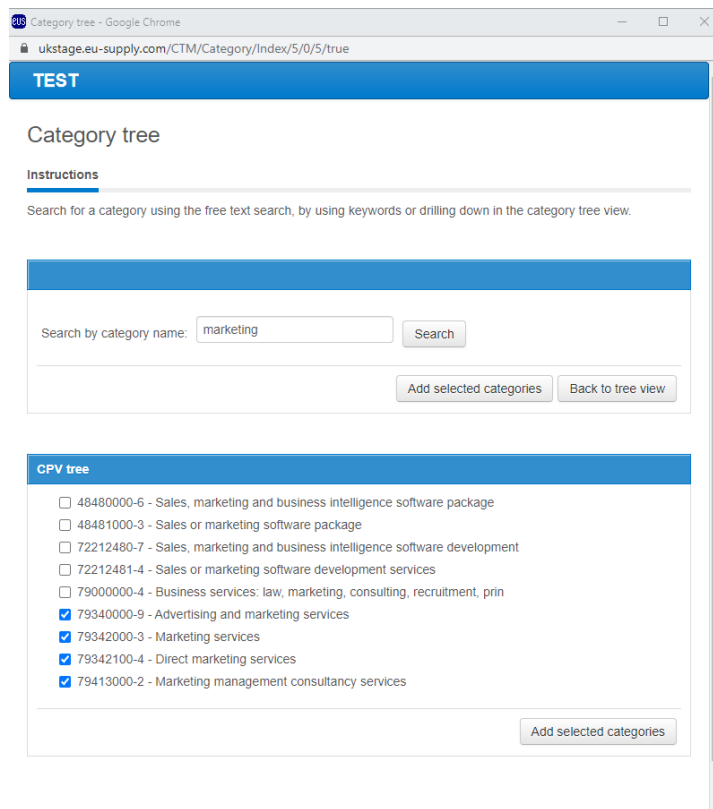 eus Category tree - Google Chrome
ukstage.eu-supply.com/CTM/Category/Index/5/0/5/true
TEST
Category tree
Instructions
Search for a category using the free text search, by using keywords or drilling down in the category tree view.
Search by category name: marketing Search
Add selected categories Back to tree view
CPV tree
48480000-6 - Sales, marketing and business intelligence software package
48481000-3 - Sales or marketing software package
72212480-7 - Sales, marketing and business intelligence software development
72212481-4 - Sales or marketing software development services
79000000-4 - Business services: law, marketing, consulting, recruitment, prin
79340000-9 - Advertising and marketing services
79342000-3 - Marketing services
79342100-4 - Direct marketing services
79413000-2 - Marketing management consultancy services
Add selected categories